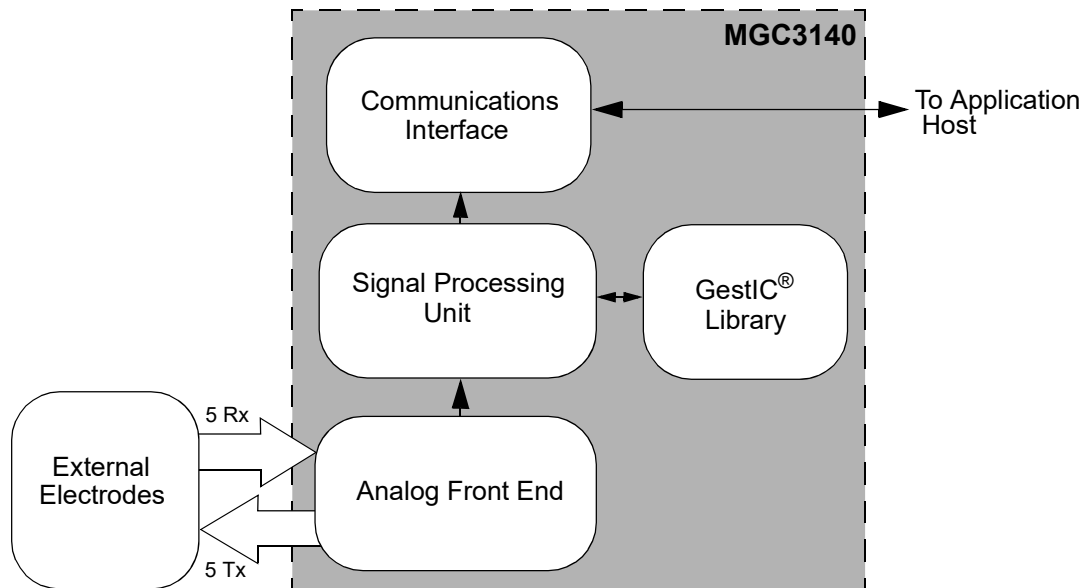 MGC3140
Communications
Interface
To Application
Host
Signal Processing
Unit
GestIC®
Library
5 Rx
External
Electrodes
Analog Front End
5 Tx